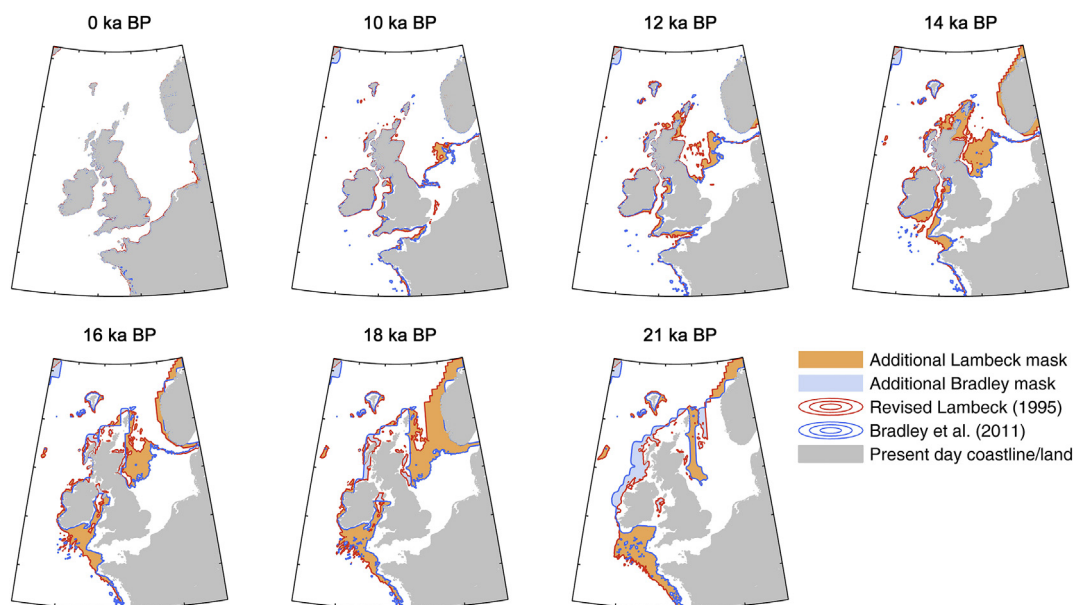 0 ka BP
10 ka BP
12 ka BP
14 ka BP
16 ka BP
18 ka BP
21 ka BP
Additional Lambeck mask
Additional Bradley mask
Revised Lambeck (1995)
Bradley et al. (2011)
Present day coastline/land